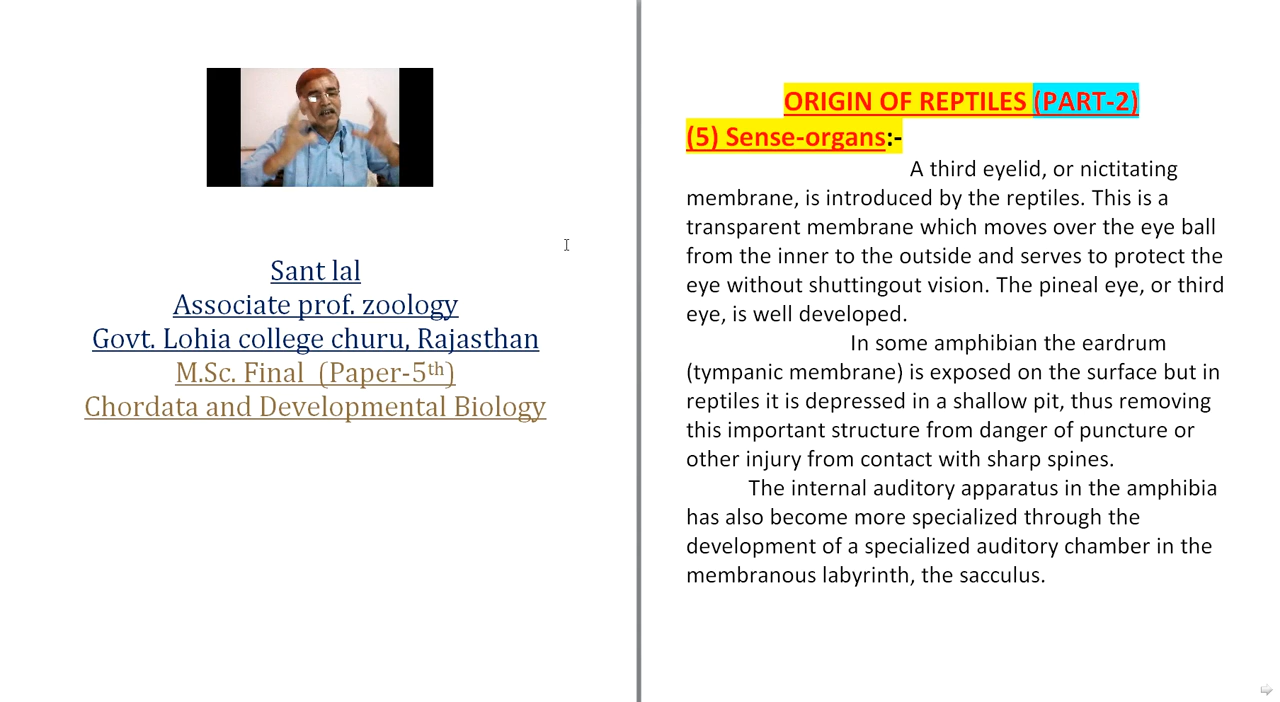 Sant lal
Associate prof. zoology
Govt. Lohia college churu, Rajasthan
M.Sc. Final (Paper-5th)
Chordata and Developmental Biology
ORIGIN OF REPTILES (PART-2)
(5) Sense-organs:-
A third eyelid, or nictitating
membrane, is introduced by the reptiles. This is a
transparent membrane which moves over the eye ball
from the inner to the outside and serves to protect the
eye without shuttingout vision. The pineal eye, or third
eye, is well developed.
In some amphibian the eardrum
(tympanic membrane) is exposed on the surface but in
reptiles it is depressed in a shallow pit, thus removing
this important structure from danger of puncture or
other injury from contact with sharp spines.
The internal auditory apparatus in the amphibia
has also become more specialized through the
development of a specialized auditory chamber in the
membranous labyrinth, the sacculus.